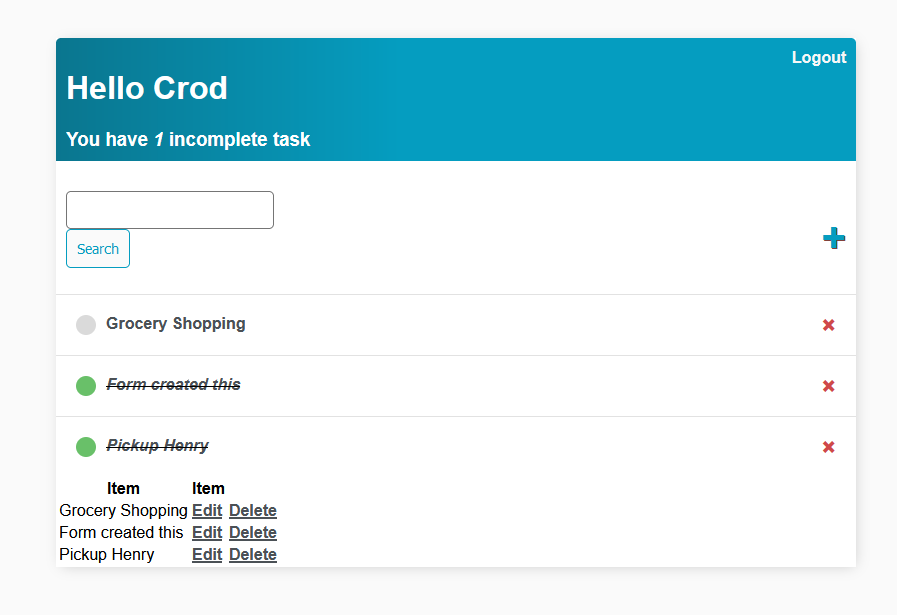 Logout
Hello Crod
You have 1 incomplete task
Search
Grocery Shopping
Form created this
Pickup Henry
Item Item
Grocery Shopping Edit Delete
Form created this Edit Delete
Pickup Henry Edit Delete